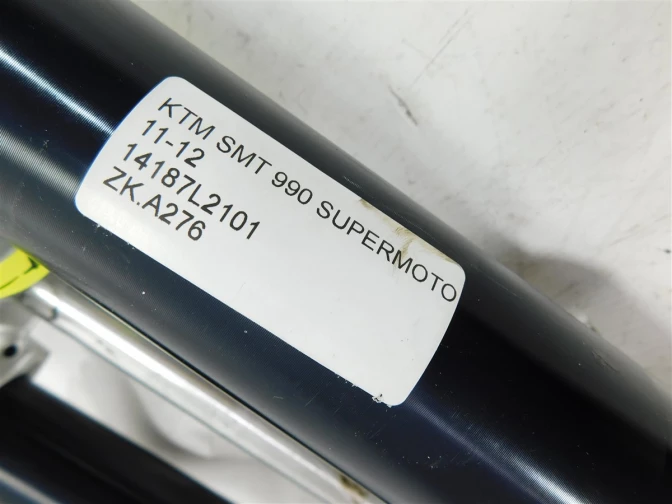 KTM SMT 990 SUPERMOTO
11-12
14187L2101
ZK.A276